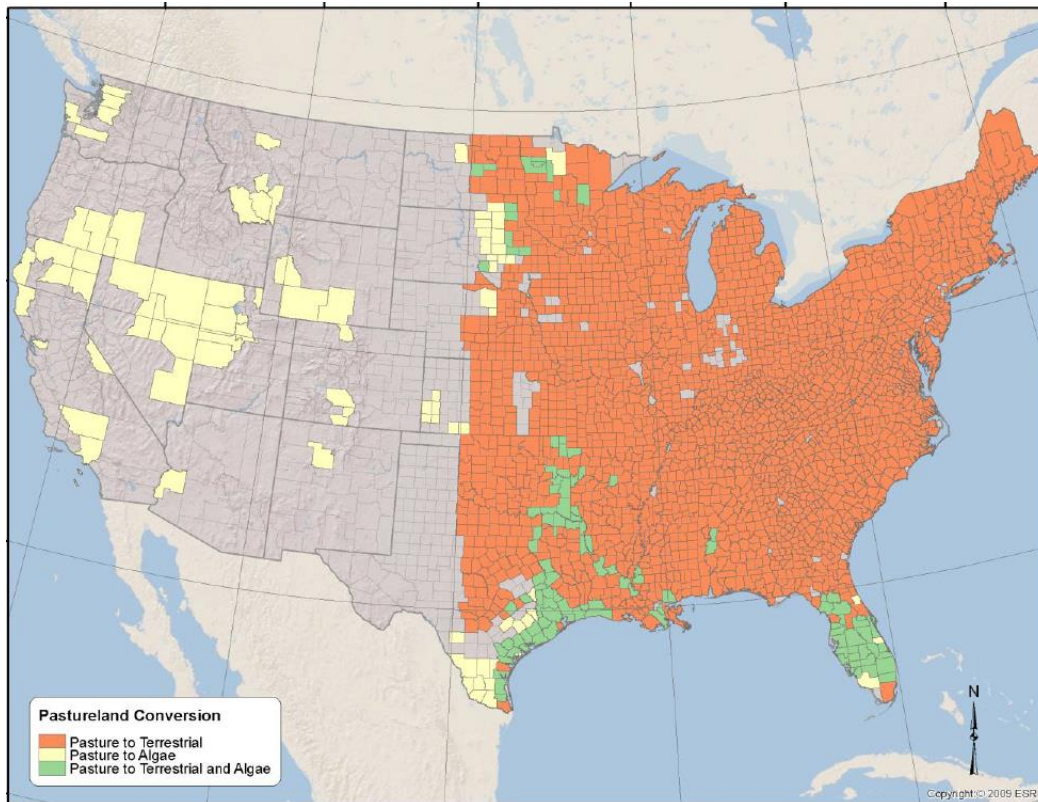 N
Pastureland Conversion
Pasture to Terrestrial
Pasture to Algae
Pasture to Terrestrial and Algae
Copyright © 2009 ESR